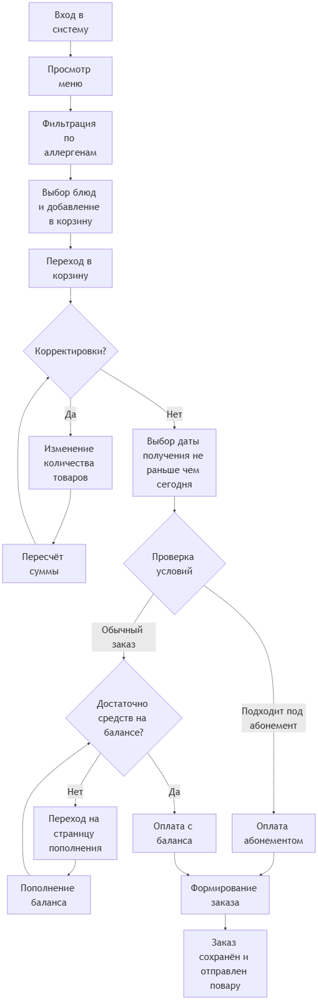 Вход в
систему
Просмотр
меню
Фильтрация
по
аллергенам
Выбор блюд
и добавление
в корзину
Переход в
корзину
Корректировки?
Да
Нет
Изменение
количества
товаров
Выбор даты
получения не
раньше чем
сегодня
Пересчёт
суммы
Проверка
условий
Обычный
заказ
Подходит под
абонемент
Достаточно
средств на
балансе?
Нет
Да
Переход на
страницу
пополнения
Оплата с
баланса
Оплата
абонементом
Пополнение
баланса
Формирование
заказа
Заказ
сохранён и
отправлен
повару